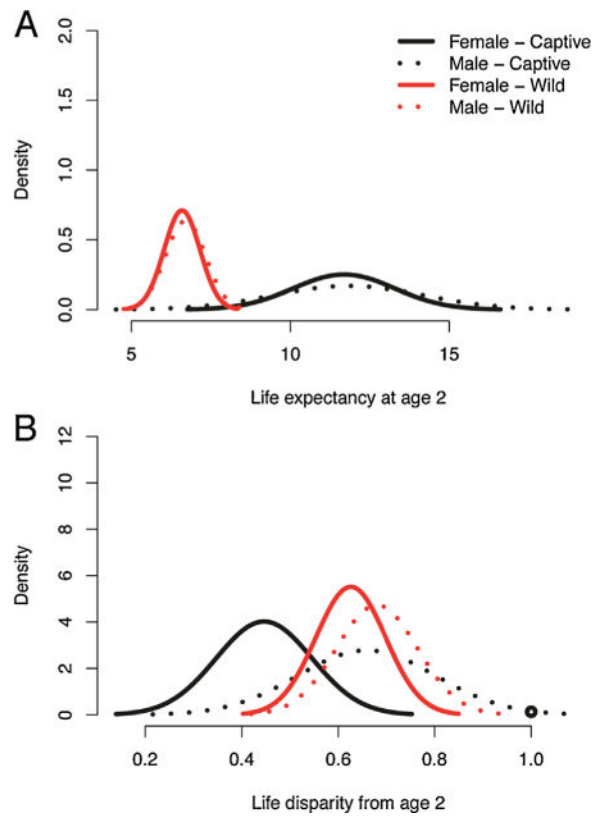 A
2.0
1.5
1.0
0.5
0.0
Density
Female – Captive
Male – Captive
Female – Wild
Male – Wild
5 10 15
Life expectancy at age 2
B
12
10
8
6
4
2
0
Density
0.2 0.4 0.6 0.8 1.0
Life disparity from age 2